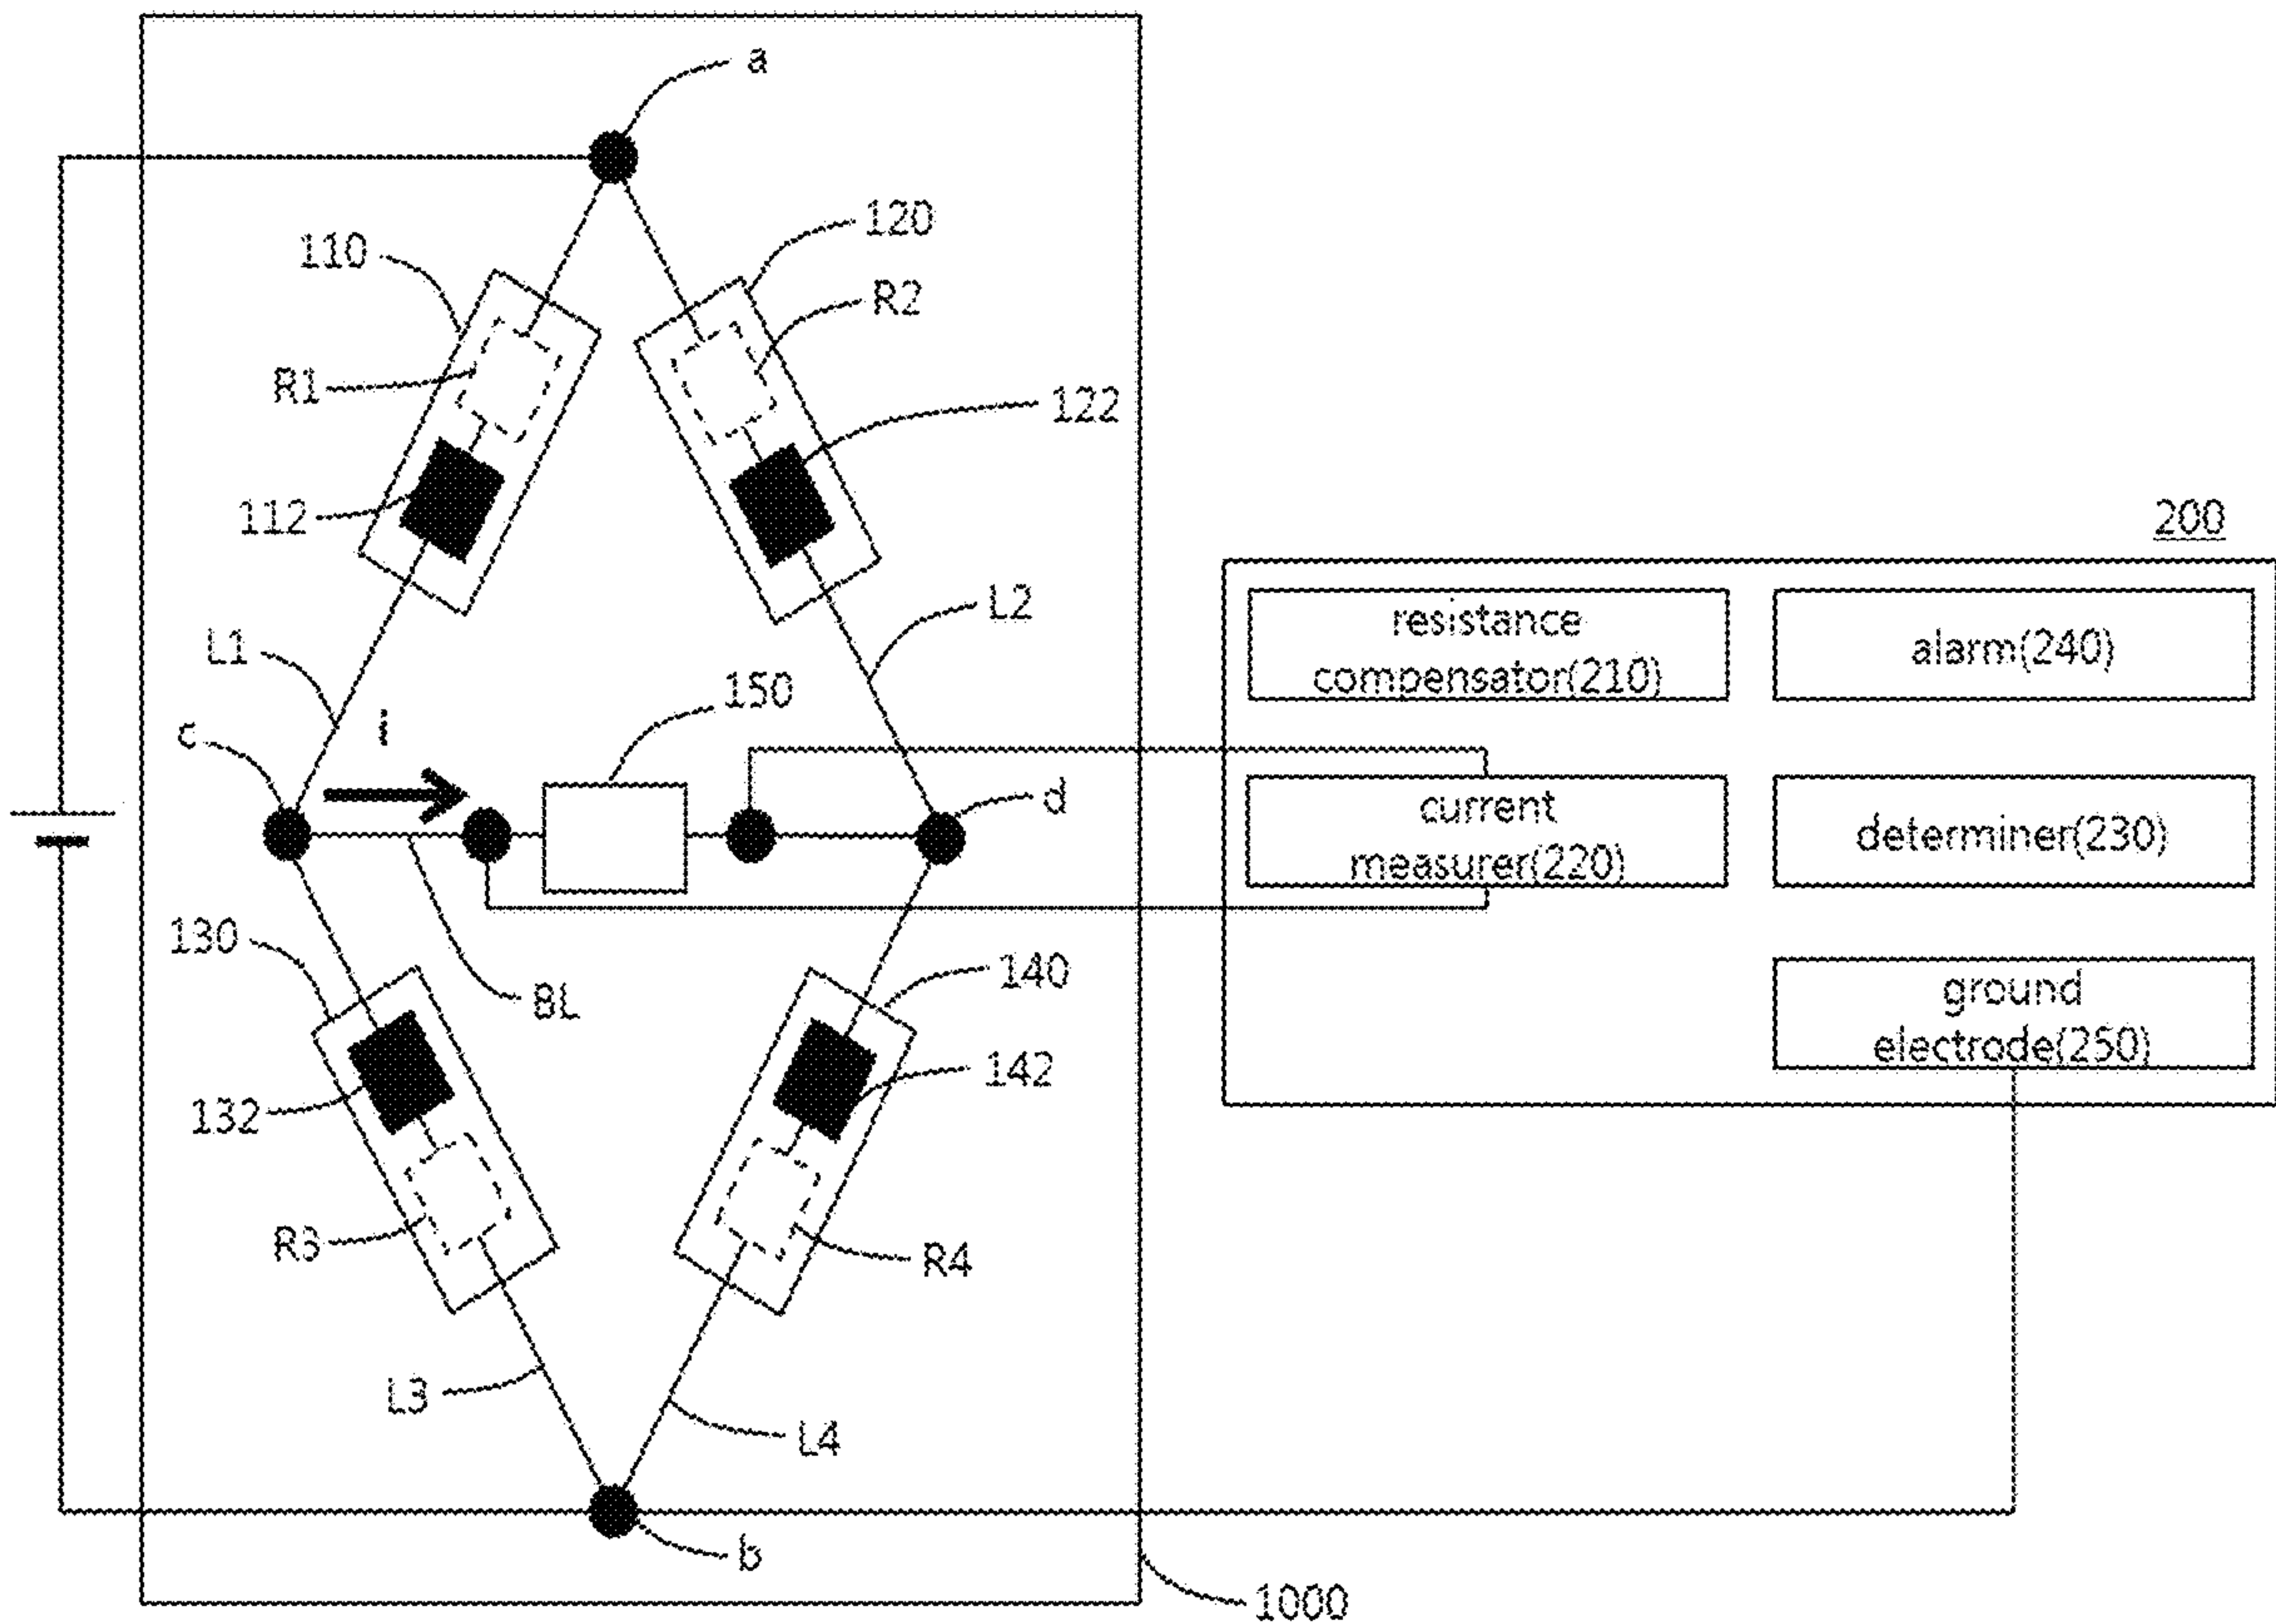 a
120
110
R2
R1
122
112
200
L2
resistance
compensator(210)
alarm(240)
L1
150
i
c
d
current
measurer(220)
determiner(230)
130
BL
140
ground
electrode(250)
142
132
R3
R4
L3
L4
b
1000